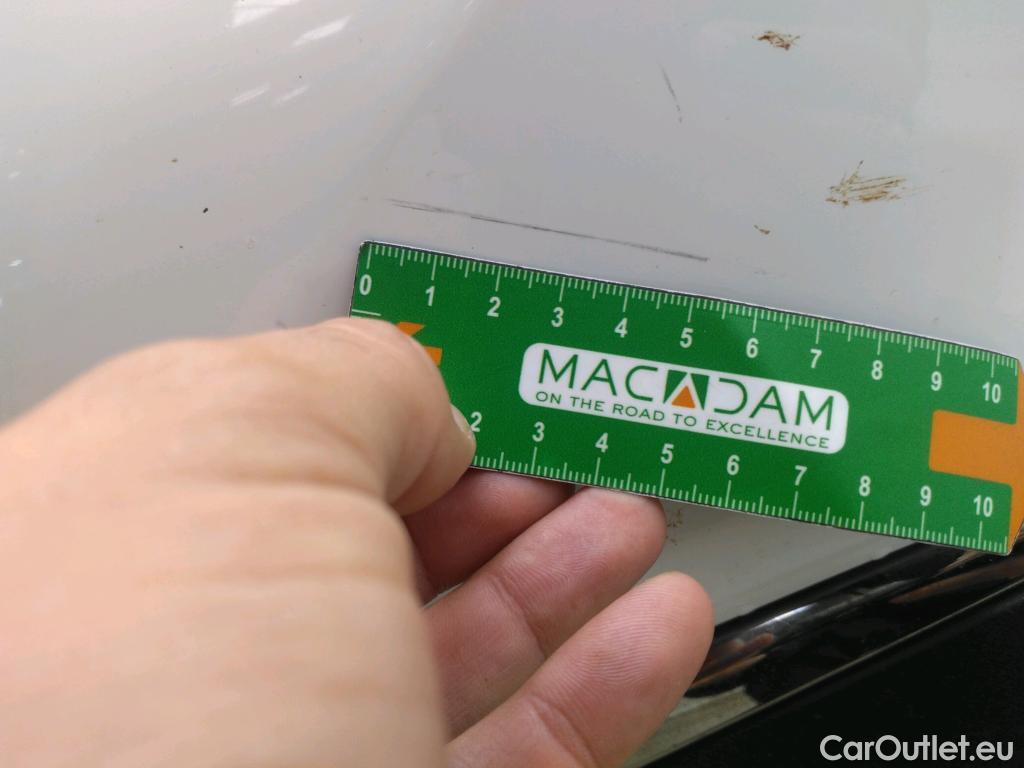 0 1 2 3 4 5 6 7 8 9 10
MACADAM
ON THE ROAD TO EXCELLENCE
2 3 4 5 6 7 8 9 10
CarOutlet.eu